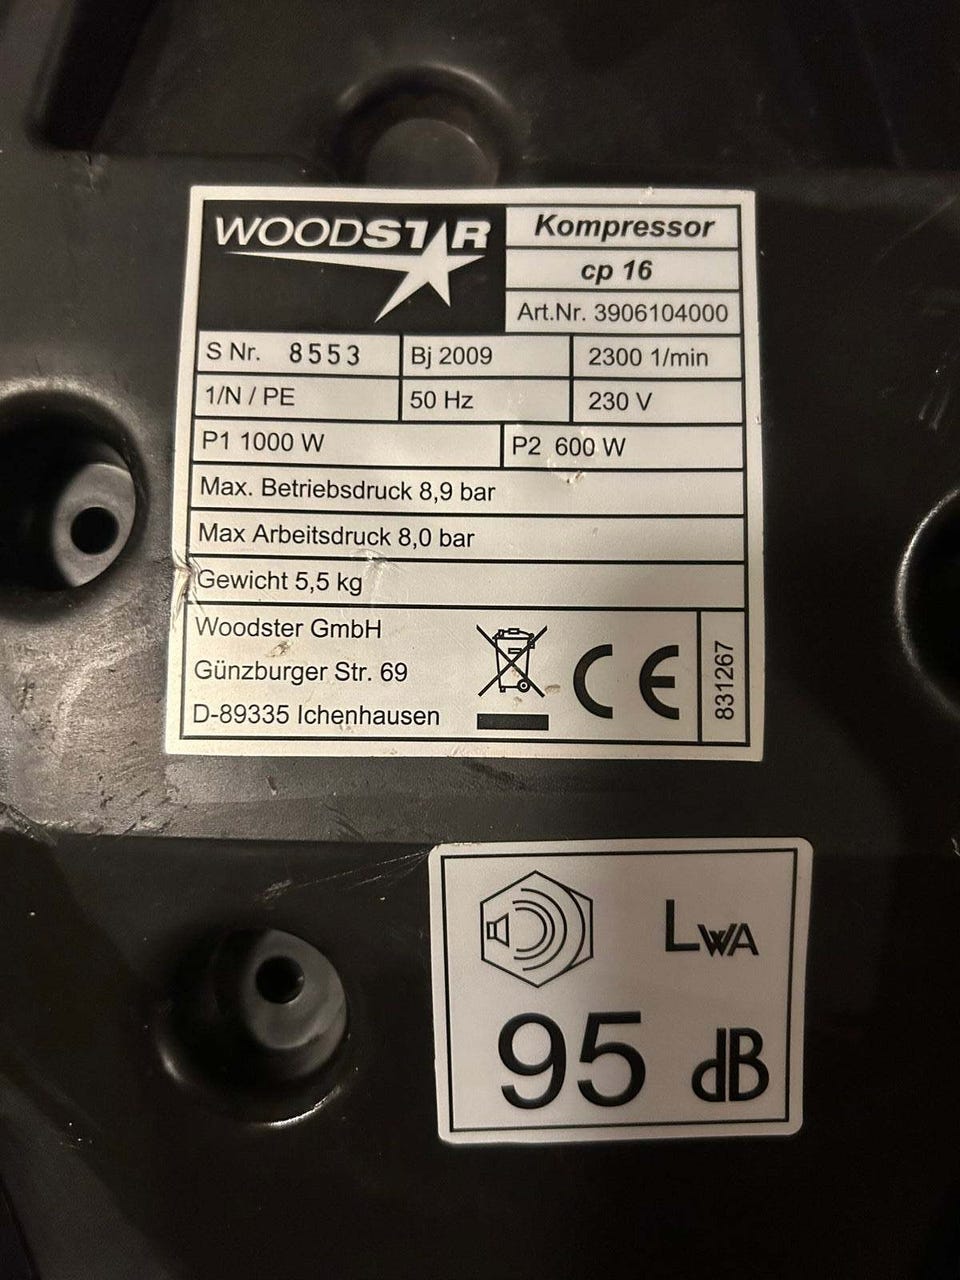 WOODSTAR
Kompressor
cp 16
Art.Nr. 3906104000
S Nr. 8553
Bj 2009
2300 1/min
1/N / PE
50 Hz
230 V
P1 1000 W
P2 600 W
Max. Betriebsdruck 8,9 bar
Max Arbeitsdruck 8,0 bar
Gewicht 5,5 kg
Woodster GmbH
Günzburger Str. 69
D-89335 Ichenhausen
CE
831267
LWA
95 dB